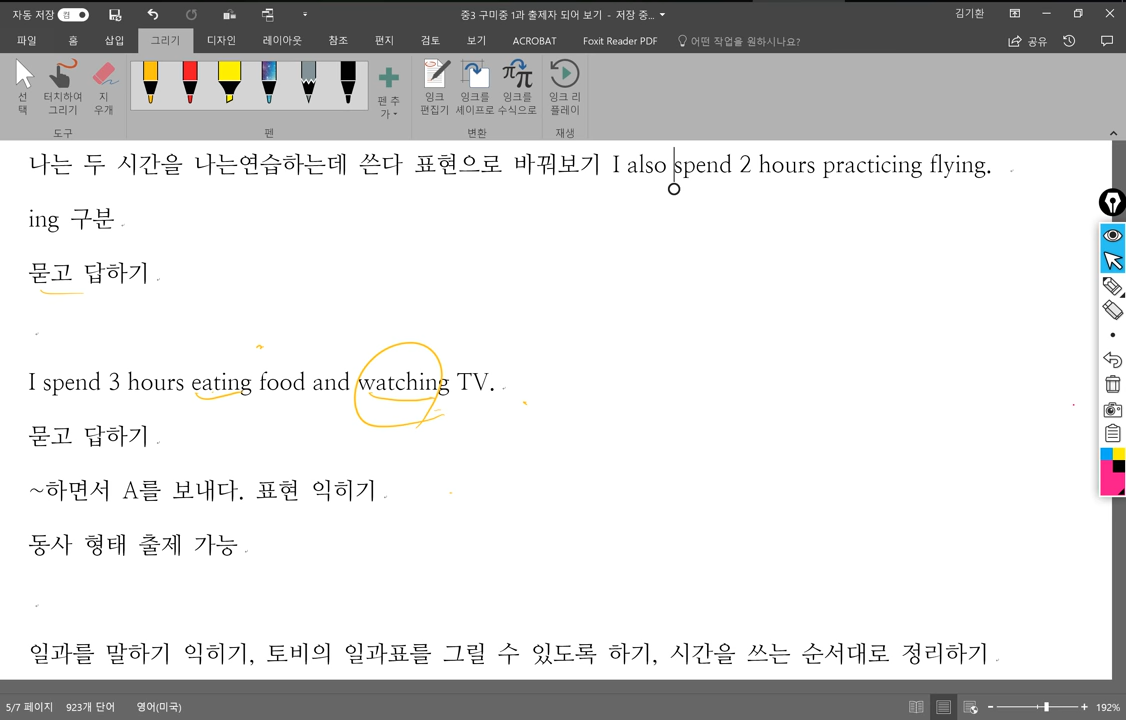 자동 저장 켬 중3 구미중 1과 출제자 되어 보기 - 저장 중... 김기환
파일 홈 삽입 그리기 디자인 레이아웃 참조 편지 검토 보기 ACROBAT Foxit Reader PDF 어떤 작업을 원하시나요? 공유
선택 터치하여 그리기 지우개 펜 추가 잉크 편집기 잉크를 셰이프로 잉크를 수식으로 잉크 리플레이
도구 펜 변환 재생
나는 두 시간을 나는연습하는데 쓴다 표현으로 바꿔보기 I also spend 2 hours practicing flying.
ing 구분
묻고 답하기
I spend 3 hours eating food and watching TV.
묻고 답하기
~하면서 A를 보내다. 표현 익히기
동사 형태 출제 가능
일과를 말하기 익히기, 토비의 일과표를 그릴 수 있도록 하기, 시간을 쓰는 순서대로 정리하기
5/7 페이지 923개 단어 영어(미국) 192%